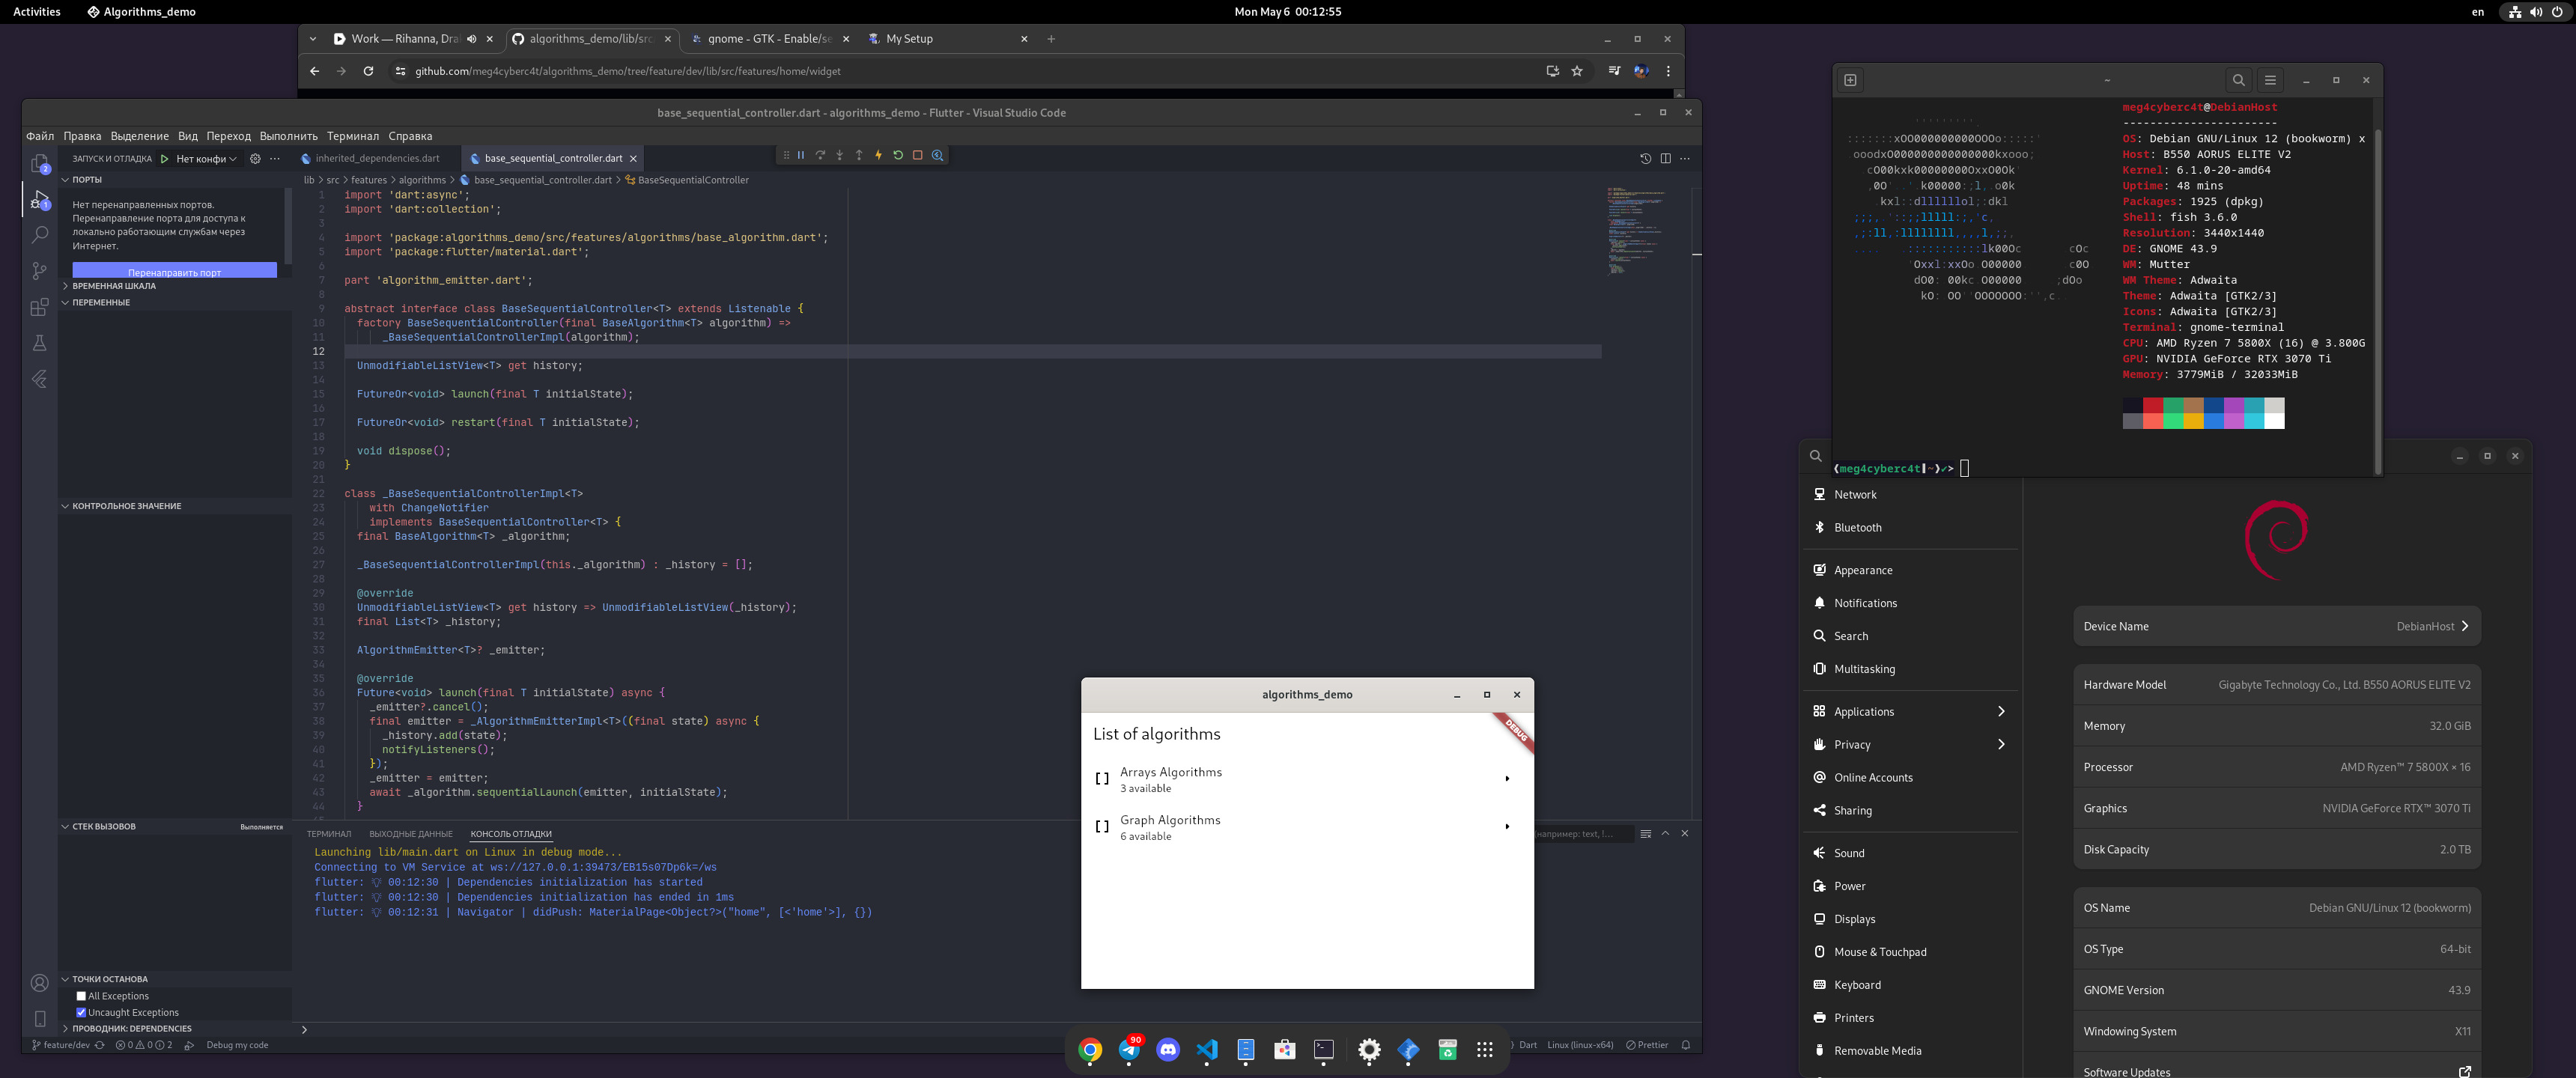 Activities
Algorithms_demo
Mon May 6 00:12:55
en
Work — Rihanna, Dra
algorithms_demo/lib/src/
gnome - GTK - Enable/se
My Setup
github.com/meg4cyberc4t/algorithms_demo/tree/feature/dev/lib/src/features/home/widget
base_sequential_controller.dart - algorithms_demo - Flutter - Visual Studio Code
Файл Правка Выделение Вид Переход Выполнить Терминал Справка
ЗАПУСК И ОТЛАДКА
Нет конфи
inherited_dependencies.dart
base_sequential_controller.dart
ПОРТЫ
Нет перенаправленных портов.
Перенаправление порта для доступа к
локально работающим службам через
Интернет.
Перенаправить порт
ВРЕМЕННАЯ ШКАЛА
ПЕРЕМЕННЫЕ
КОНТРОЛЬНОЕ ЗНАЧЕНИЕ
СТЕК ВЫЗОВОВ
Выполняется
ТОЧКИ ОСТАНОВА
All Exceptions
Uncaught Exceptions
ПРОВОДНИК: DEPENDENCIES
lib > src > features > algorithms > base_sequential_controller.dart > BaseSequentialController
1 import 'dart:async';
2 import 'dart:collection';
3
4 import 'package:algorithms_demo/src/features/algorithms/base_algorithm.dart';
5 import 'package:flutter/material.dart';
6
7 part 'algorithm_emitter.dart';
8
9 abstract interface class BaseSequentialController<T> extends Listenable {
10 factory BaseSequentialController(final BaseAlgorithm<T> algorithm) =>
11 _BaseSequentialControllerImpl(algorithm);
12
13 UnmodifiableListView<T> get history;
14
15 FutureOr<void> launch(final T initialState);
16
17 FutureOr<void> restart(final T initialState);
18
19 void dispose();
20 }
21
22 class _BaseSequentialControllerImpl<T>
23 with ChangeNotifier
24 implements BaseSequentialController<T> {
25 final BaseAlgorithm<T> _algorithm;
26
27 _BaseSequentialControllerImpl(this._algorithm) : _history = [];
28
29 @override
30 UnmodifiableListView<T> get history => UnmodifiableListView(_history);
31 final List<T> _history;
32
33 AlgorithmEmitter<T>? _emitter;
34
35 @override
36 Future<void> launch(final T initialState) async {
37 _emitter?.cancel();
38 final emitter = _AlgorithmEmitterImpl<T>((final state) async {
39 _history.add(state);
40 notifyListeners();
41 });
42 _emitter = emitter;
43 await _algorithm.sequentialLaunch(emitter, initialState);
44 }
ТЕРМИНАЛ ВЫХОДНЫЕ ДАННЫЕ КОНСОЛЬ ОТЛАДКИ
(например: text, !...
Launching lib/main.dart on Linux in debug mode...
Connecting to VM Service at ws://127.0.0.1:39473/EB15s07Dp6k=/ws
flutter: 💡 00:12:30 | Dependencies initialization has started
flutter: 💡 00:12:30 | Dependencies initialization has ended in 1ms
flutter: 💡 00:12:31 | Navigator | didPush: MaterialPage<Object?>("home", [<'home'>], {})
feature/dev
0 0 2
Debug my code
Dart
Linux (linux-x64)
Prettier
algorithms_demo
DEBUG
List of algorithms
Arrays Algorithms
3 available
Graph Algorithms
6 available
90
~
meg4cyberc4t@DebianHost
-----------------------
OS: Debian GNU/Linux 12 (bookworm) x
Host: B550 AORUS ELITE V2
Kernel: 6.1.0-20-amd64
Uptime: 48 mins
Packages: 1925 (dpkg)
Shell: fish 3.6.0
Resolution: 3440x1440
DE: GNOME 43.9
WM: Mutter
WM Theme: Adwaita
Theme: Adwaita [GTK2/3]
Icons: Adwaita [GTK2/3]
Terminal: gnome-terminal
CPU: AMD Ryzen 7 5800X (16) @ 3.800G
GPU: NVIDIA GeForce RTX 3070 Ti
Memory: 3779MiB / 32033MiB
(meg4cyberc4t|~)✔>
Network
Bluetooth
Appearance
Notifications
Search
Multitasking
Applications
Privacy
Online Accounts
Sharing
Sound
Power
Displays
Mouse & Touchpad
Keyboard
Printers
Removable Media
Device Name DebianHost
Hardware Model Gigabyte Technology Co., Ltd. B550 AORUS ELITE V2
Memory 32.0 GiB
Processor AMD Ryzen™ 7 5800X × 16
Graphics NVIDIA GeForce RTX™ 3070 Ti
Disk Capacity 2.0 TB
OS Name Debian GNU/Linux 12 (bookworm)
OS Type 64-bit
GNOME Version 43.9
Windowing System X11
Software Updates